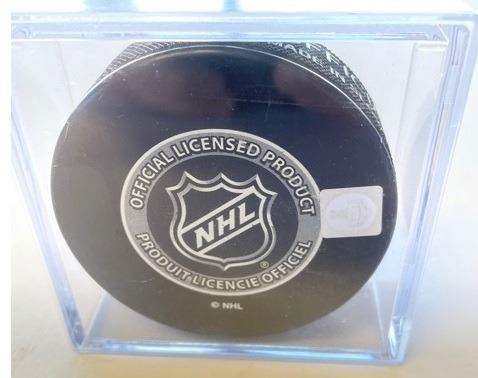 OFFICIAL LICENSED PRODUCT
NHL
®
PRODUIT LICENCIE OFFICIEL
© NHL